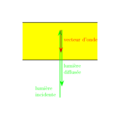 vecteur d'onde
lumière
diffusée
lumière
incidente